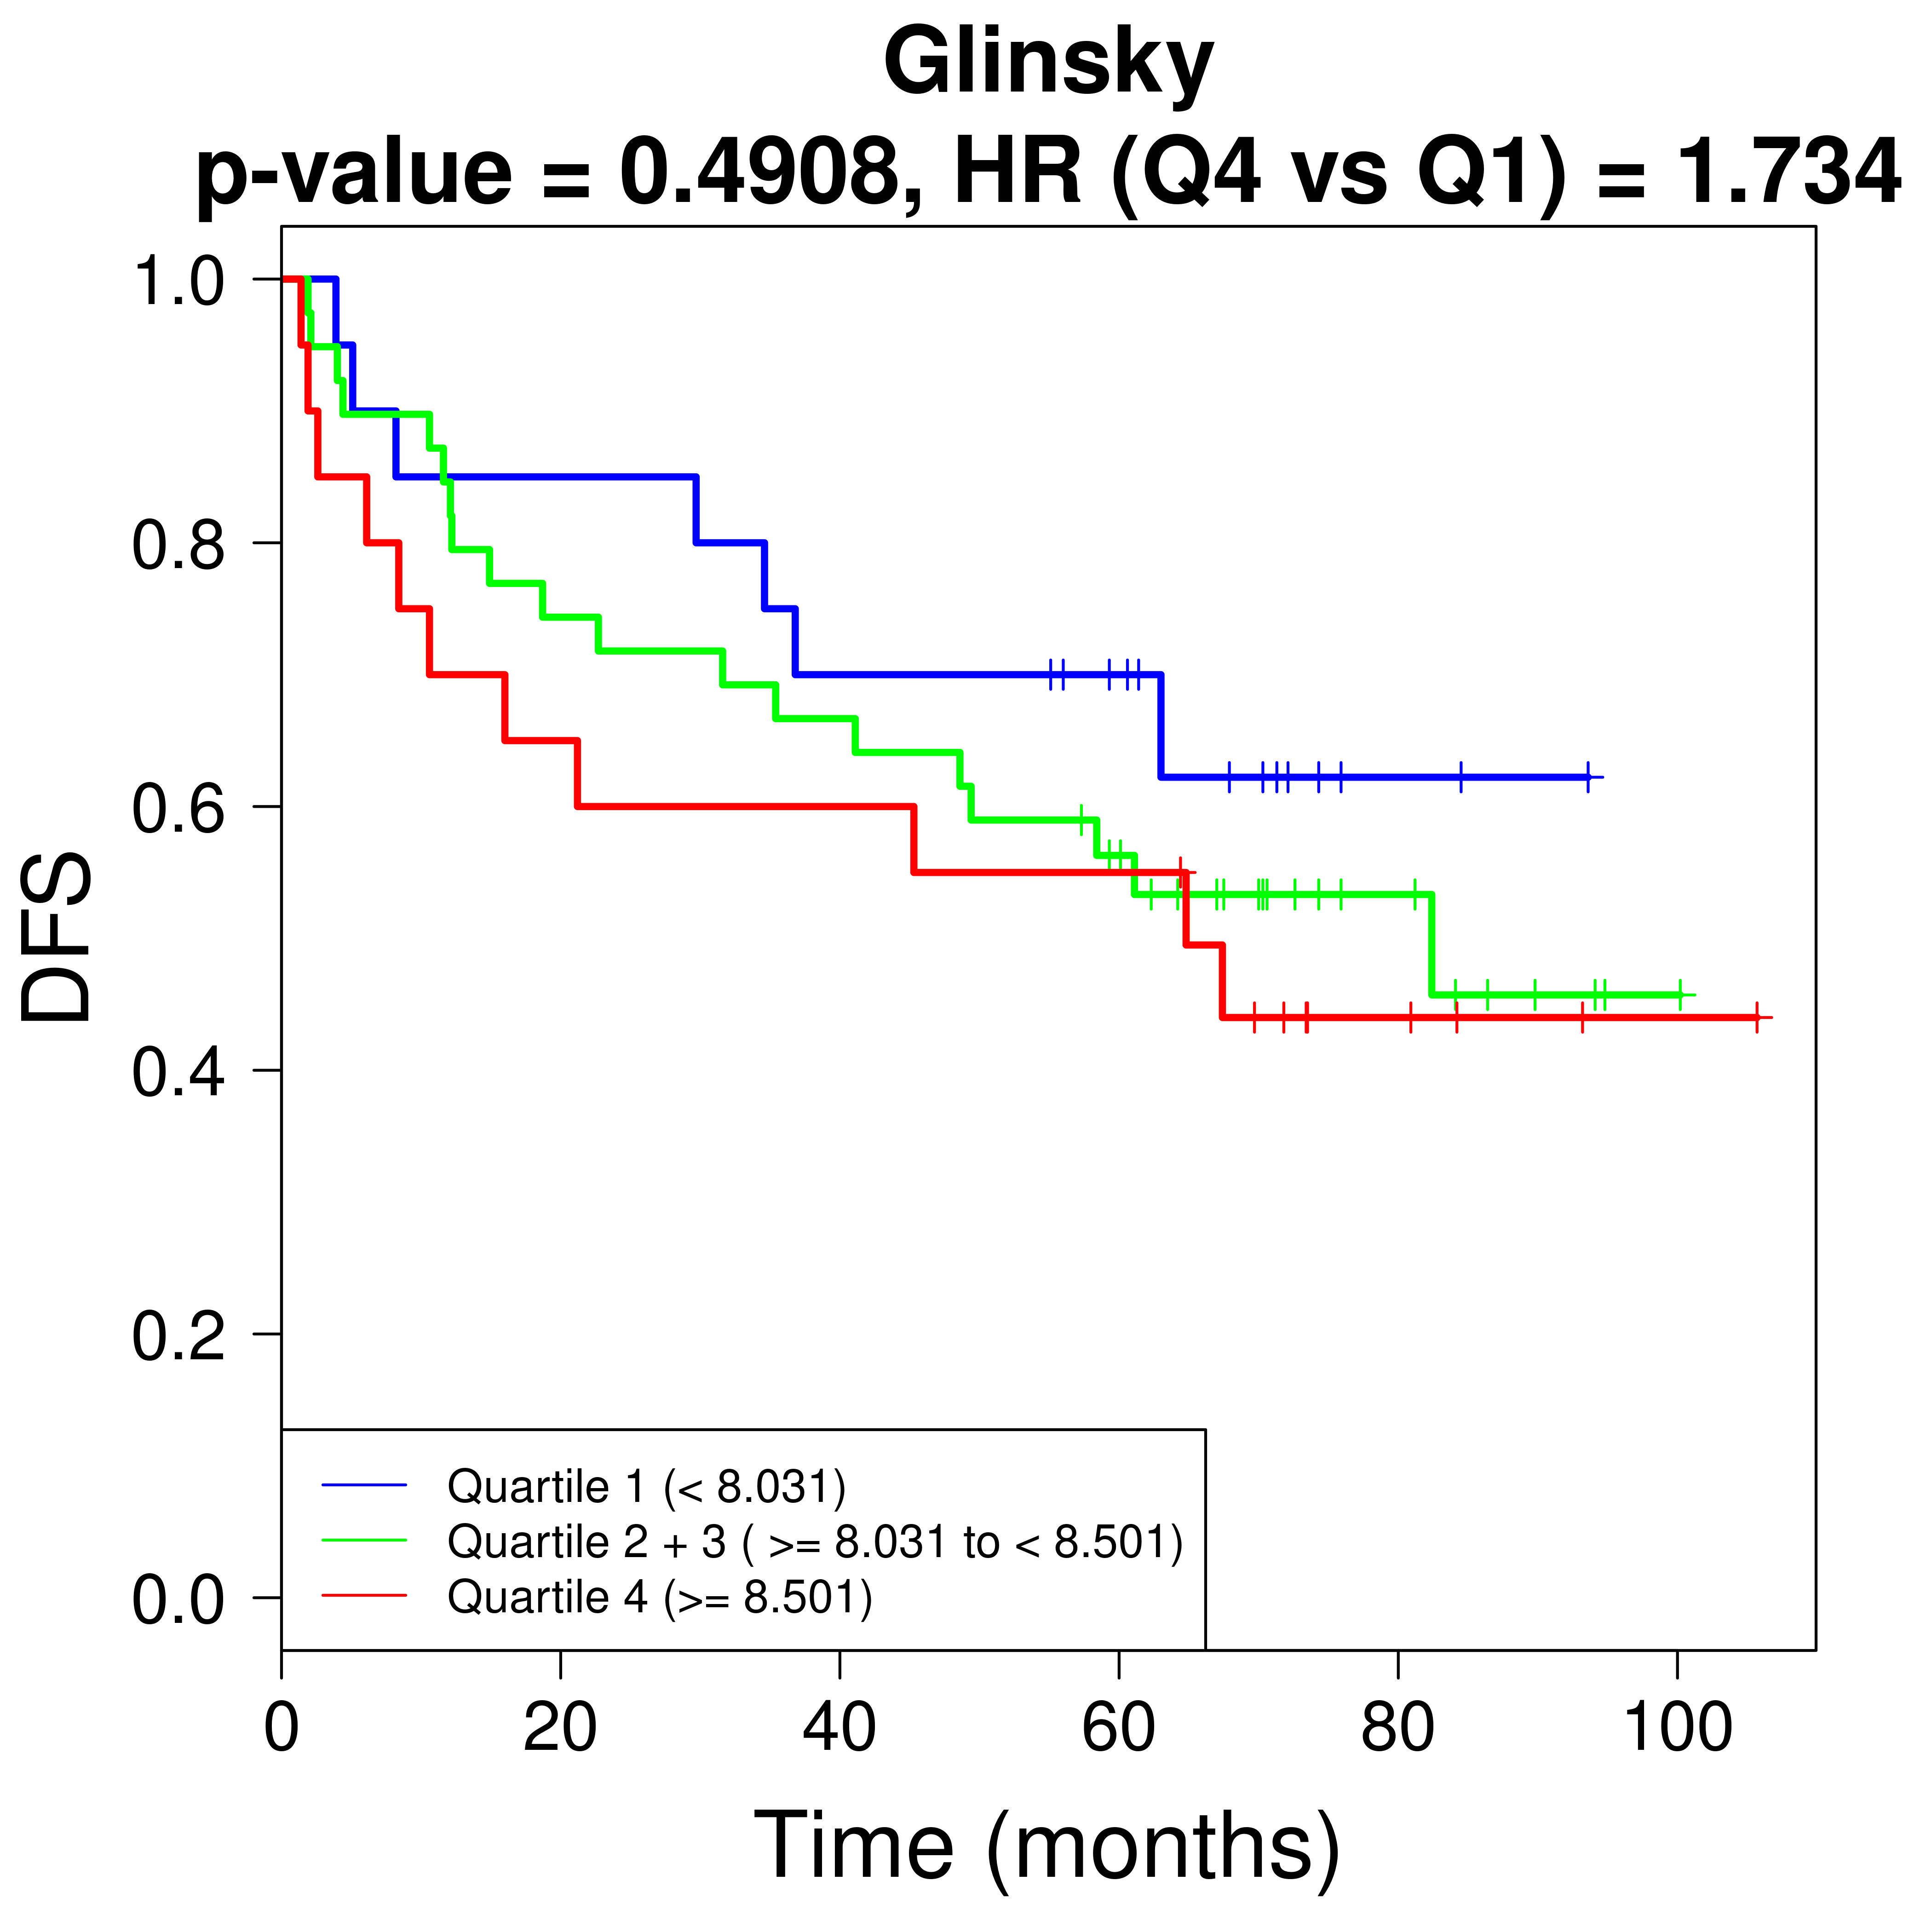 Glinsky
p-value = 0.4908, HR (Q4 vs Q1) = 1.734
1.0
0.8
0.6
0.4
0.2
0.0
DFS
Quartile 1 (< 8.031)
Quartile 2 + 3 ( >= 8.031 to < 8.501)
Quartile 4 (>= 8.501)
0 20 40 60 80 100
Time (months)